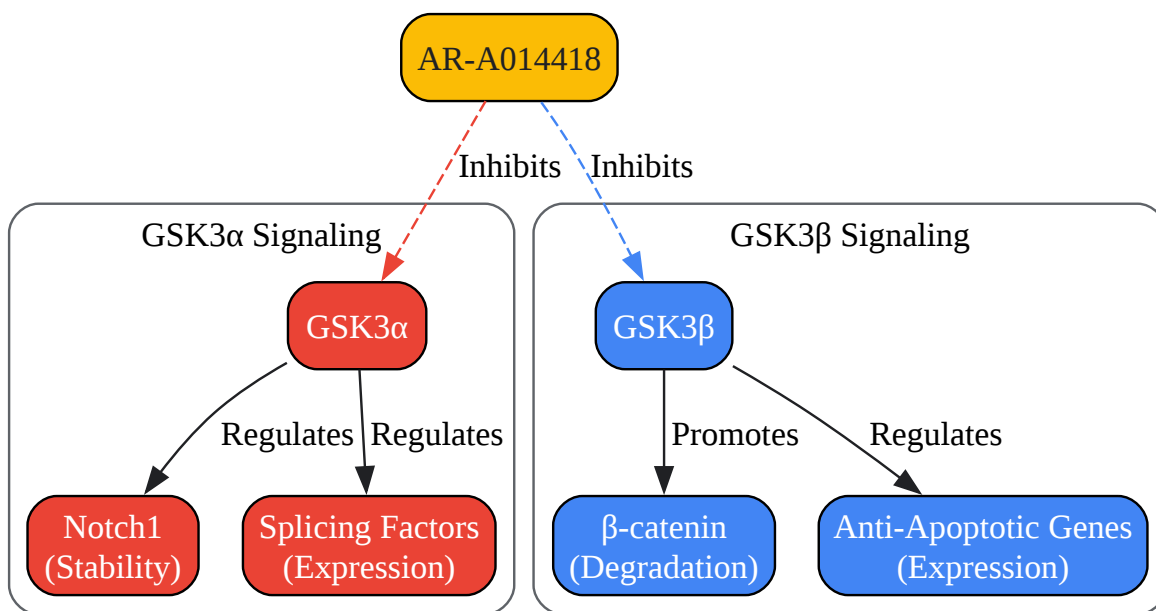 AR-A014418
Inhibits
Inhibits
GSK3α Signaling
GSK3β Signaling
GSK3α
GSK3β
Regulates
Regulates
Promotes
Regulates
Notch1
(Stability)
Splicing Factors
(Expression)
β-catenin
(Degradation)
Anti-Apoptotic Genes
(Expression)